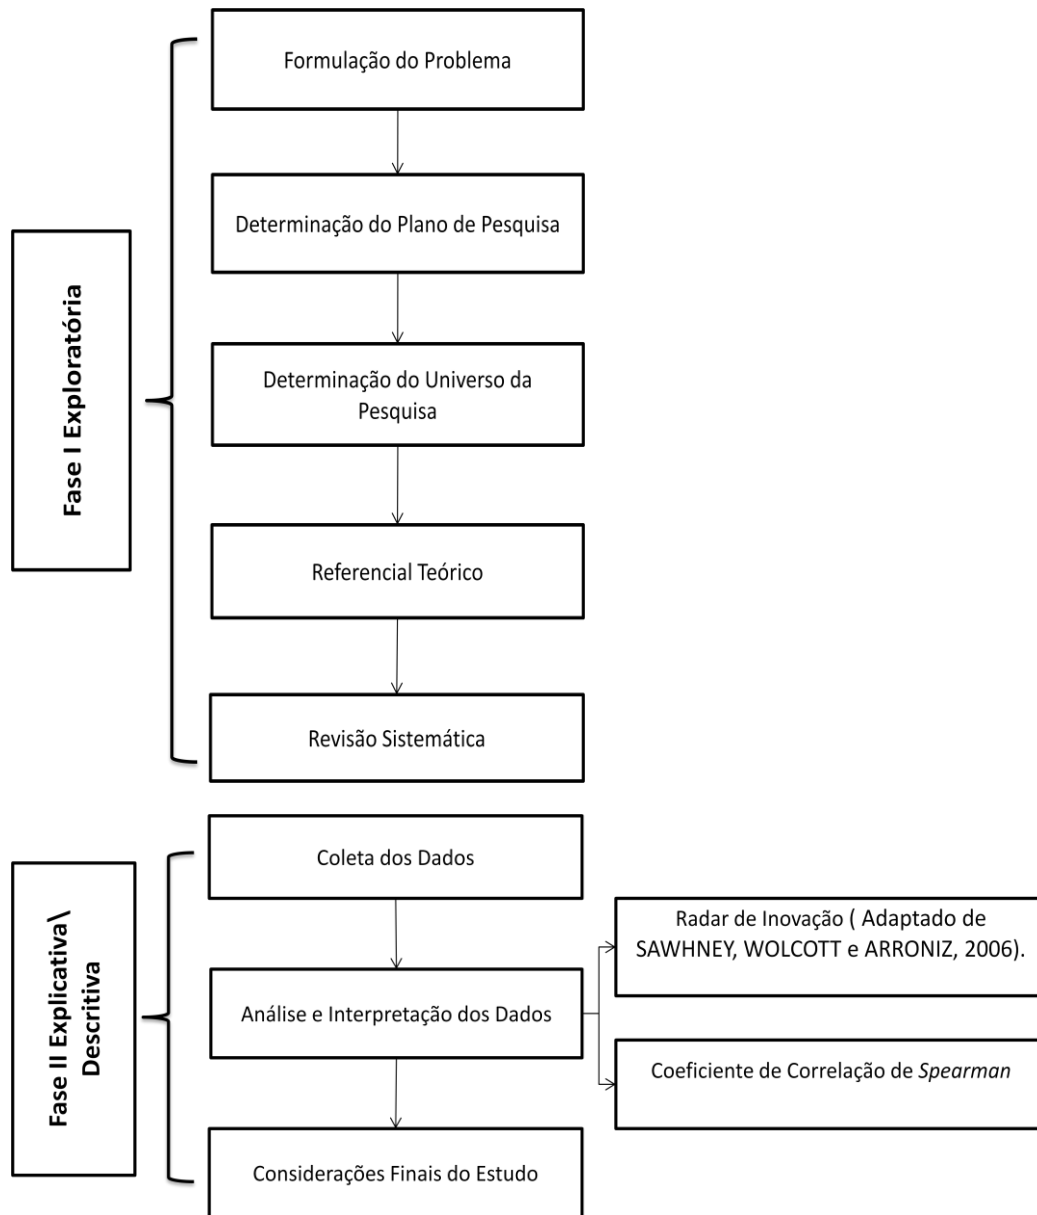 Fase I Exploratória
Formulação do Problema
Determinação do Plano de Pesquisa
Determinação do Universo da
Pesquisa
Referencial Teórico
Revisão Sistemática
Fase II Explicativa\
Descritiva
Coleta dos Dados
Análise e Interpretação dos Dados
Radar de Inovação ( Adaptado de
SAWHNEY, WOLCOTT e ARRONIZ, 2006).
Coeficiente de Correlação de Spearman
Considerações Finais do Estudo